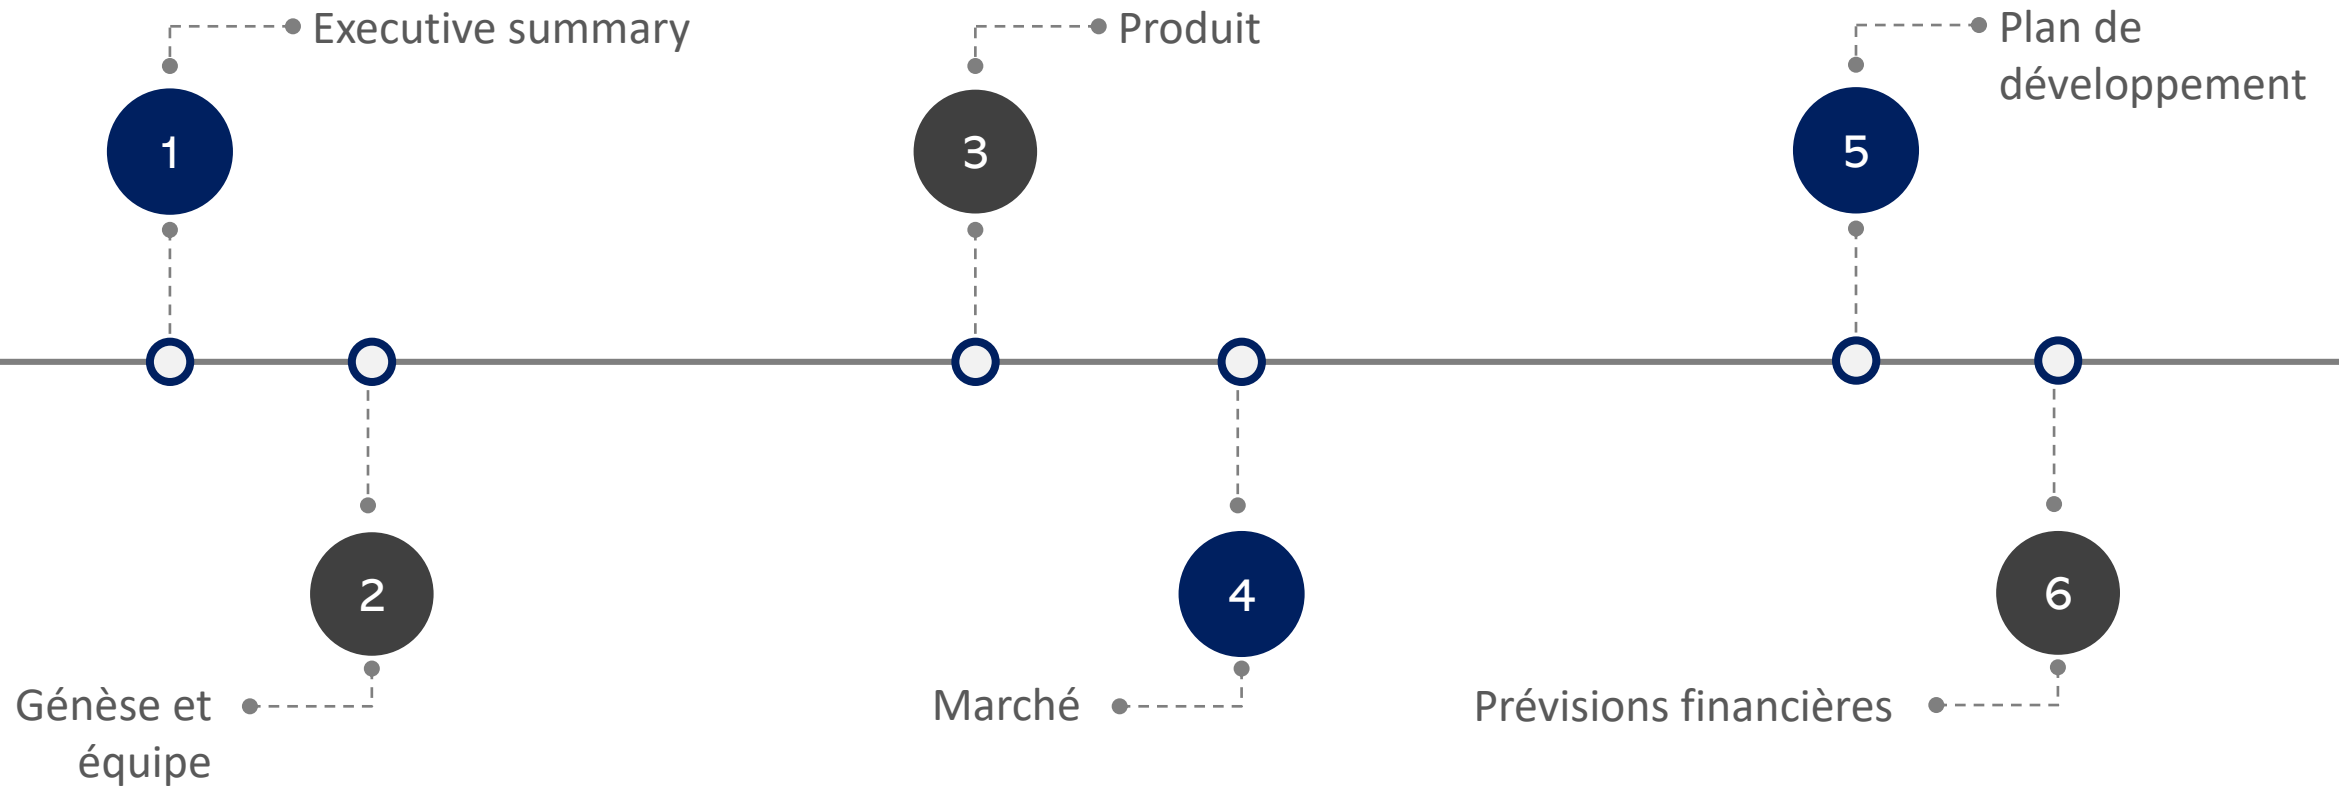 1
Executive summary
2
Génèse et
équipe
3
Produit
4
Marché
5
Plan de
développement
6
Prévisions financières